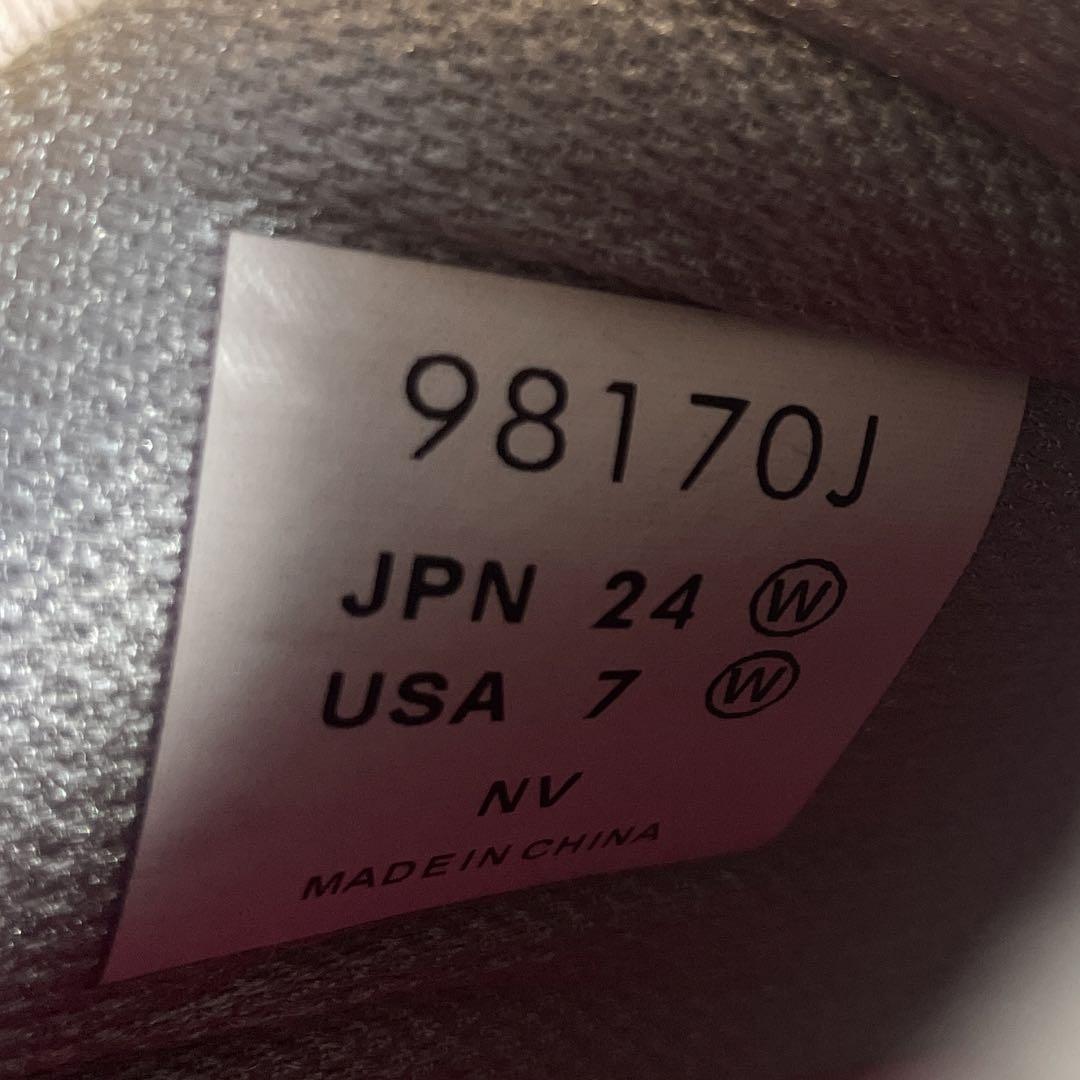 98170J
JPN 24 Ⓦ
USA 7 Ⓦ
NV
MADE IN CHINA